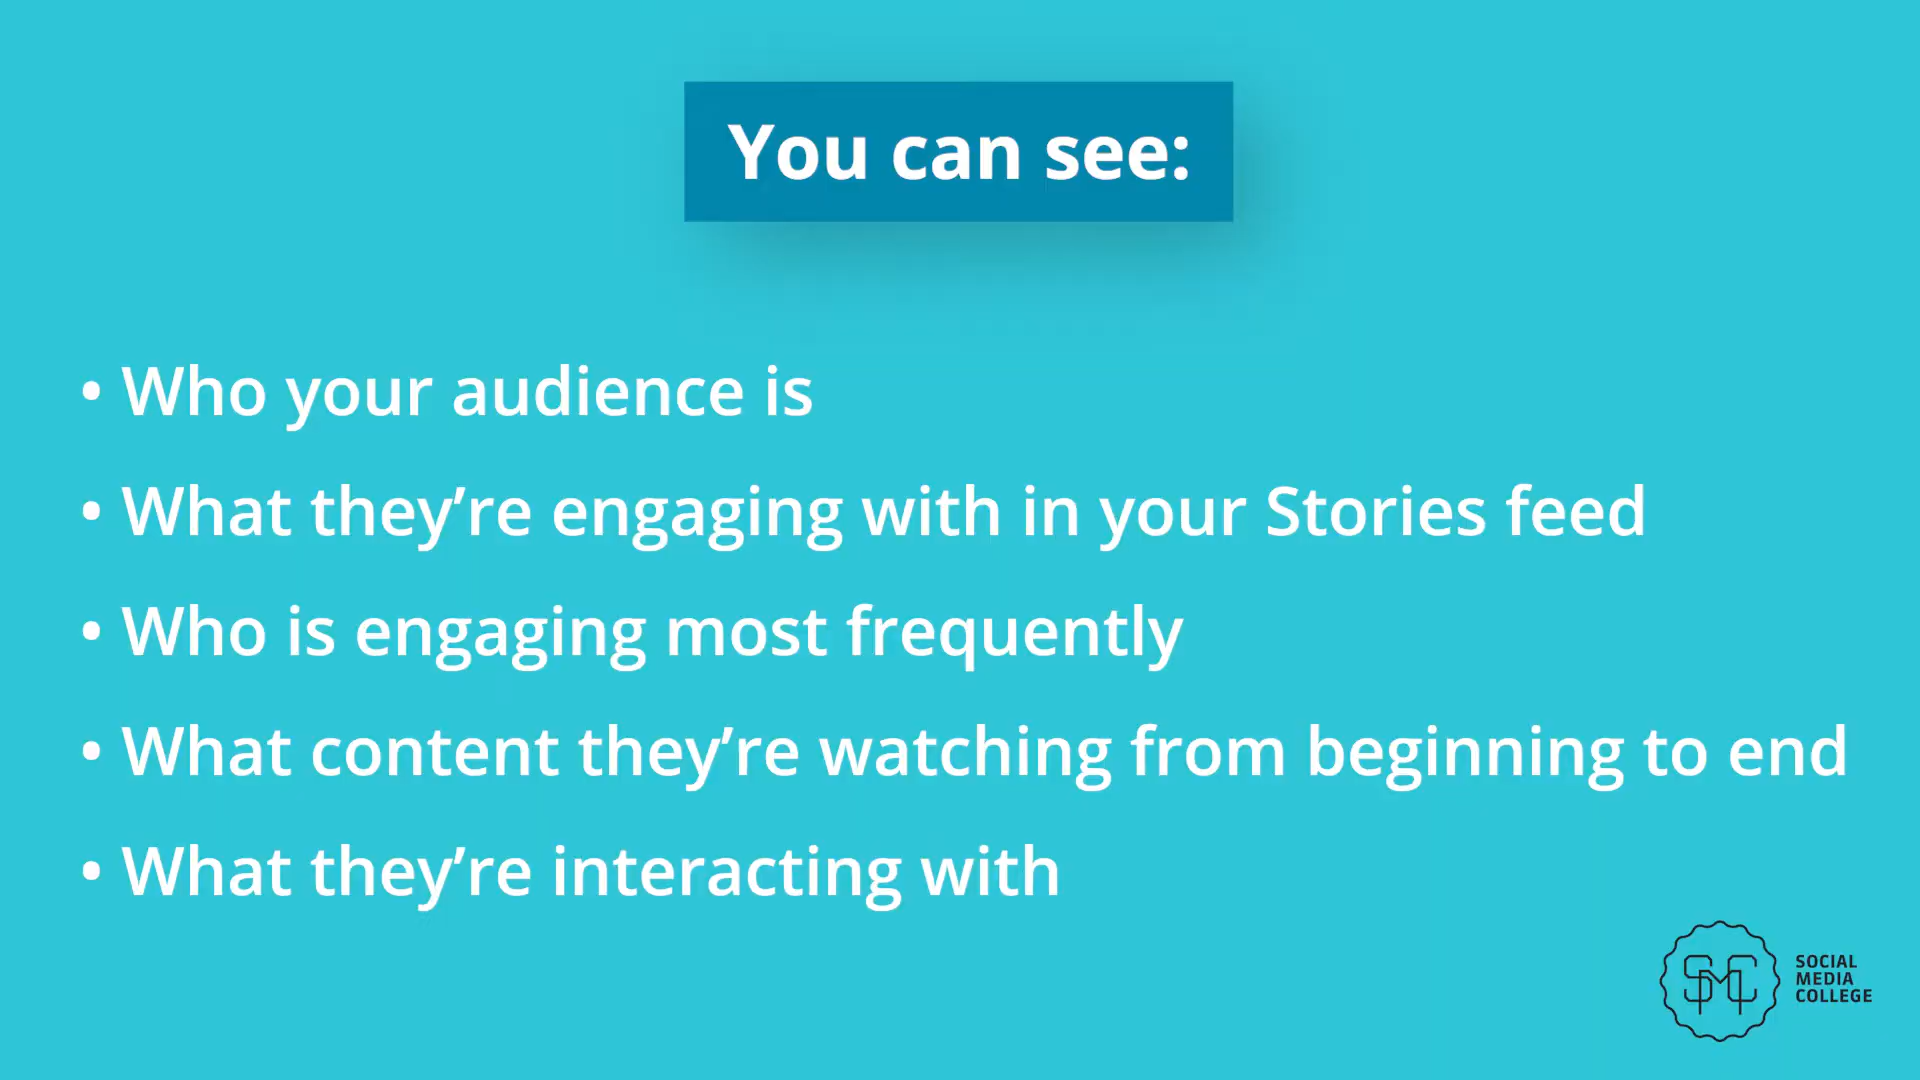 You can see:
• Who your audience is
• What they’re engaging with in your Stories feed
• Who is engaging most frequently
• What content they’re watching from beginning to end
• What they’re interacting with
SMC
SOCIAL
MEDIA
COLLEGE